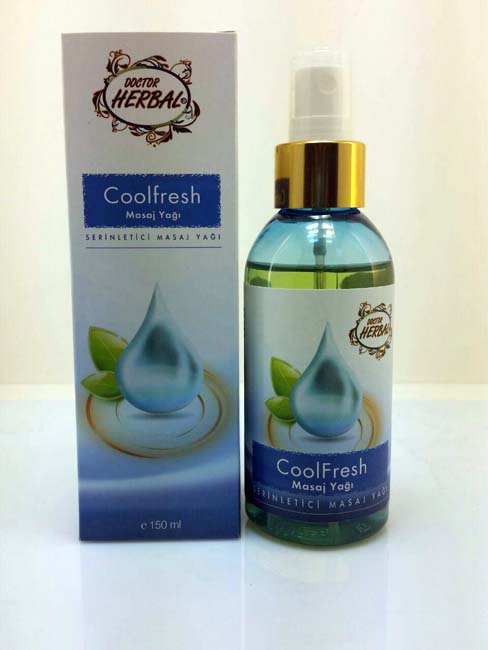 DOCTOR
HERBAL
Coolfresh
Masaj Yağı
SERİNLETİCİ MASAJ YAĞI
e 150 ml
DOCTOR
HERBAL
CoolFresh
Masaj Yağı
SERİNLETİCİ MASAJ YAĞI